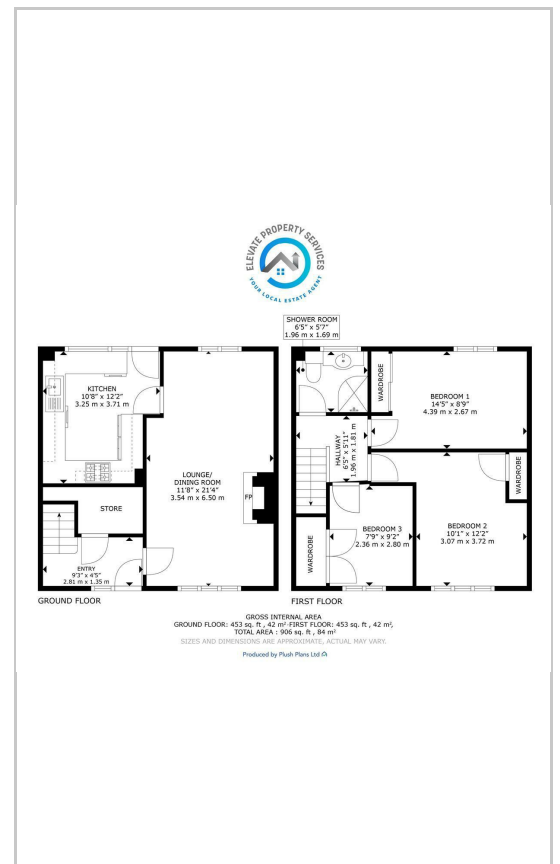 ELEVATE PROPERTY SERVICES
YOUR LOCAL ESTATE AGENT
KITCHEN
10'8" x 12'2"
3.25 m x 3.71 m
LOUNGE/
DINING ROOM
11'8" x 21'4"
3.54 m x 6.50 m
FP
STORE
ENTRY
9'3" x 4'5"
2.81 m x 1.35 m
GROUND FLOOR
SHOWER ROOM
6'5" x 5'7"
1.96 m x 1.69 m
WARDROBE
BEDROOM 1
14'5" x 8'9"
4.39 m x 2.67 m
HALLWAY
6'5" x 5'11"
1.96 m x 1.81 m
WARDROBE
BEDROOM 2
10'1" x 12'2"
3.07 m x 3.72 m
BEDROOM 3
7'9" x 9'2"
2.36 m x 2.80 m
WARDROBE
FIRST FLOOR
GROSS INTERNAL AREA
GROUND FLOOR: 453 sq. ft , 42 m² FIRST FLOOR: 453 sq. ft , 42 m²,
TOTAL AREA : 906 sq. ft , 84 m²
SIZES AND DIMENSIONS ARE APPROXIMATE, ACTUAL MAY VARY.
Produced by Plush Plans Ltd